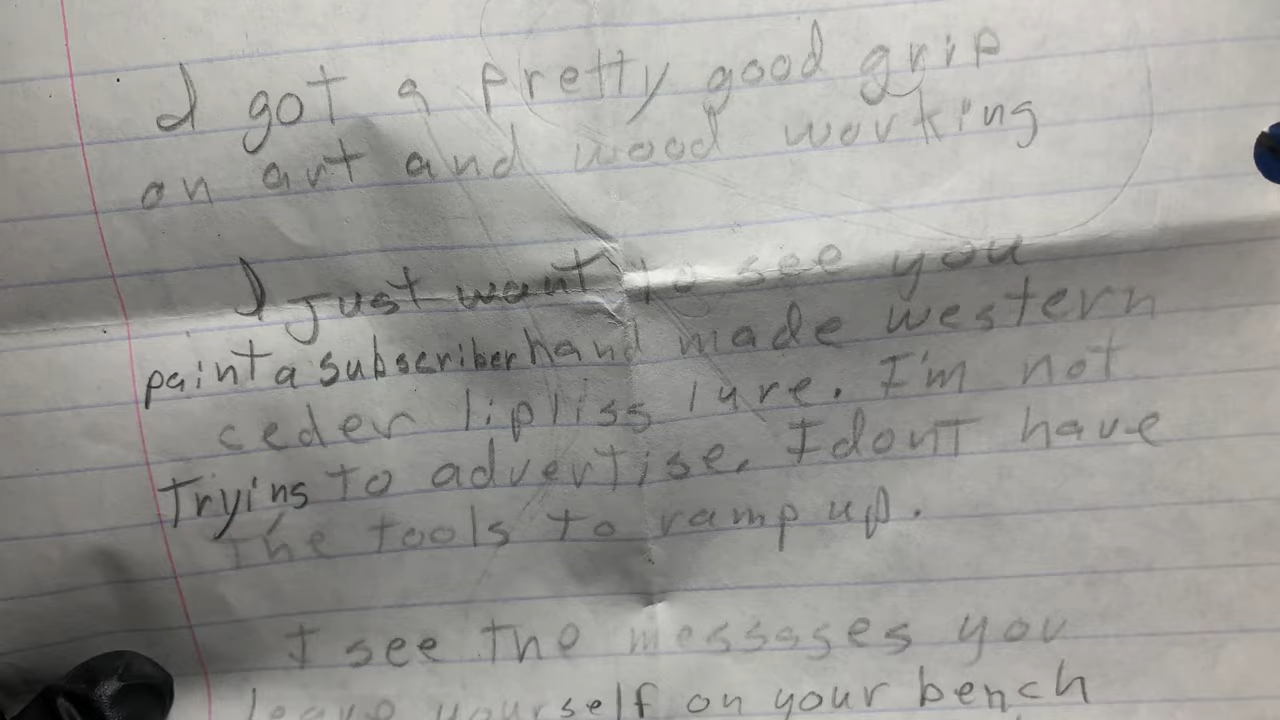 I got a pretty good grip
on art and wood working
I just want to see you
paint a subscriber hand made western
ceder lipliss lure. I'm not
Trying to advertise. I dont have
The tools to ramp up.
I see the messages you
leave yourself on your bench